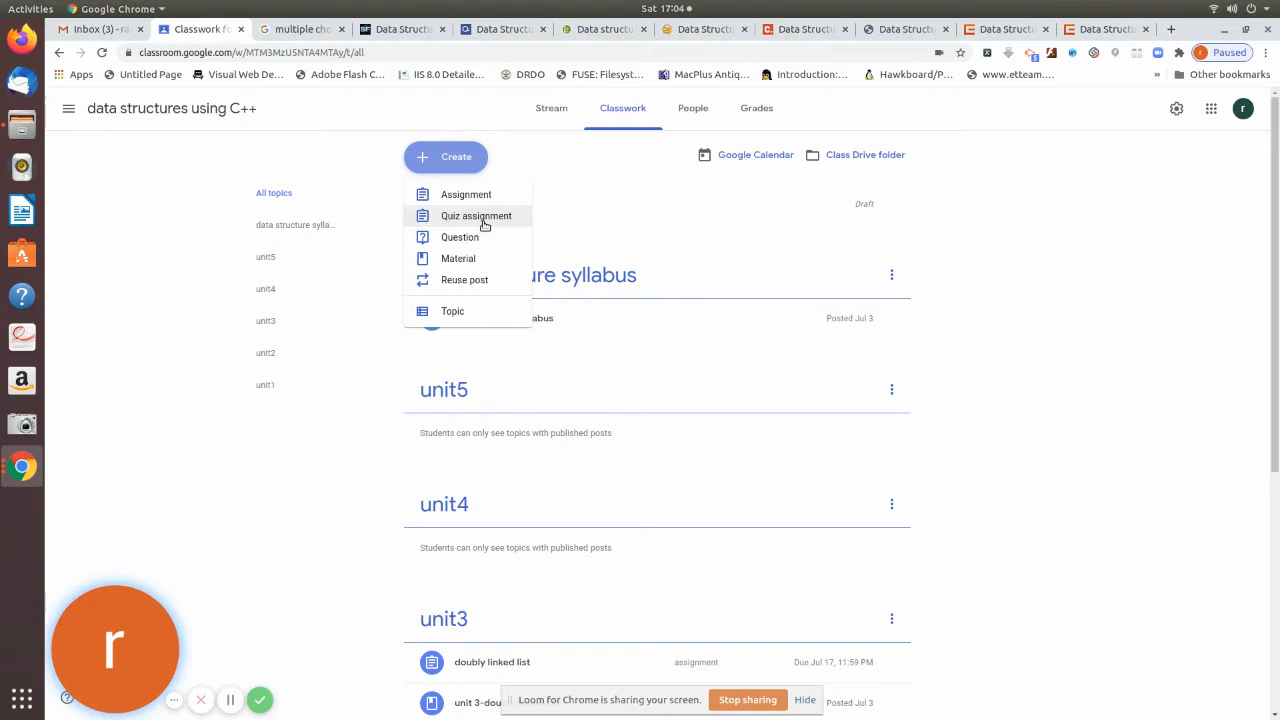 Activities Google Chrome Sat 17:04
Inbox (3) - ra Classwork fo multiple cho Data Structu Data Structu Data Structu Data Structu Data Structu Data Structu Data Structu Data Structu
classroom.google.com/w/MTM3MzUSNTA4MTAy/t/all Paused
Apps Untitled Page Visual Web De... Adobe Flash C... IIS 8.0 Detaile... DRDO FUSE: Filesyst... MacPlus Antiq... Introduction:... Hawkboard/P... www.etteam.... » Other bookmarks
data structures using C++ Stream Classwork People Grades r
Create Google Calendar Class Drive folder
All topics
data structure sylla...
unit5
unit4
unit3
unit2
unit1
Assignment
Quiz assignment
Question
Material
Reuse post
Topic
Draft
ure syllabus
abus Posted Jul 3
unit5
Students can only see topics with published posts
unit4
Students can only see topics with published posts
unit3
doubly linked list assignment Due Jul 17, 11:59 PM
unit 3-dou Posted Jul 3
r
Loom for Chrome is sharing your screen. Stop sharing Hide